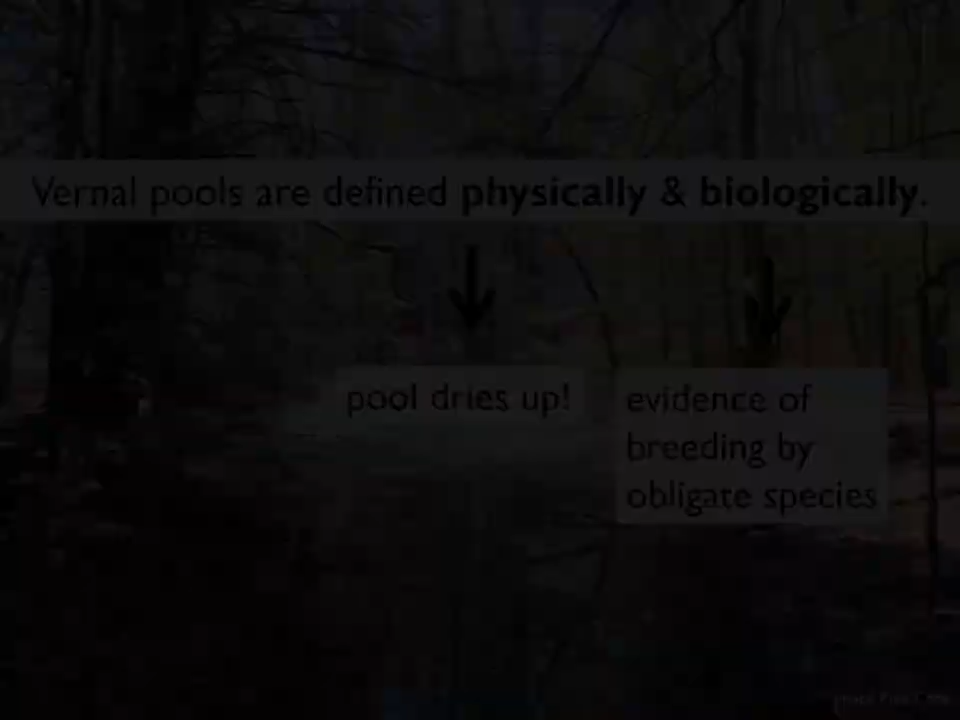 Vernal pools are defined physically & biologically.
pool dries up!
evidence of
breeding by
obligate species